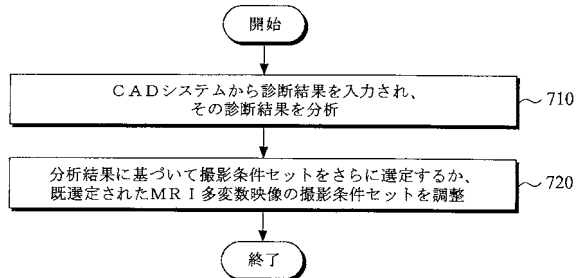 開始
ＣＡＤシステムから診断結果を入力され、
その診断結果を分析
710
分析結果に基づいて撮影条件セットをさらに選定するか、
既選定されたＭＲＩ多変数映像の撮影条件セットを調整
720
終了